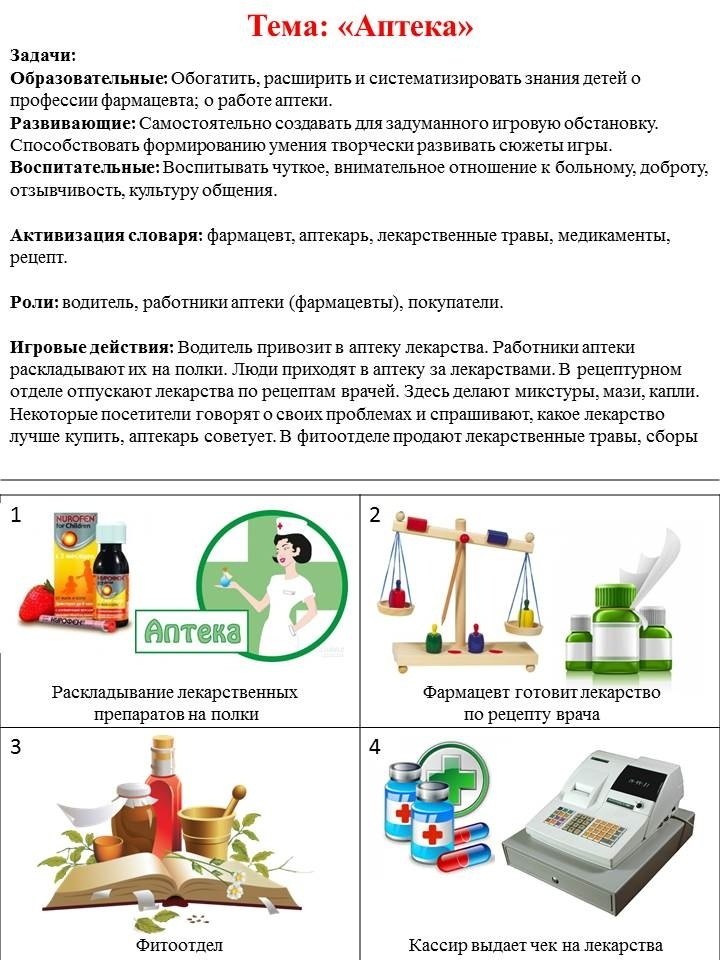 Тема: «Аптека»
Задачи:
Образовательные: Обогатить, расширить и систематизировать знания детей о
профессии фармацевта; о работе аптеки.
Развивающие: Самостоятельно создавать для задуманного игровую обстановку.
Способствовать формированию умения творчески развивать сюжеты игры.
Воспитательные: Воспитывать чуткое, внимательное отношение к больному, доброту,
отзывчивость, культуру общения.
Активизация словаря: фармацевт, аптекарь, лекарственные травы, медикаменты,
рецепт.
Роли: водитель, работники аптеки (фармацевты), покупатели.
Игровые действия: Водитель привозит в аптеку лекарства. Работники аптеки
раскладывают их на полки. Люди приходят в аптеку за лекарствами. В рецептурном
отделе отпускают лекарства по рецептам врачей. Здесь делают микстуры, мази, капли.
Некоторые посетители говорят о своих проблемах и спрашивают, какое лекарство
лучше купить, аптекарь советует. В фитоотделе продают лекарственные травы, сборы
1
NUROFEN
for Children
НУРОФЕН
Аптека
Раскладывание лекарственных
препаратов на полки
2
Фармацевт готовит лекарство
по рецепту врача
3
Фитоотдел
4
Кассир выдает чек на лекарства